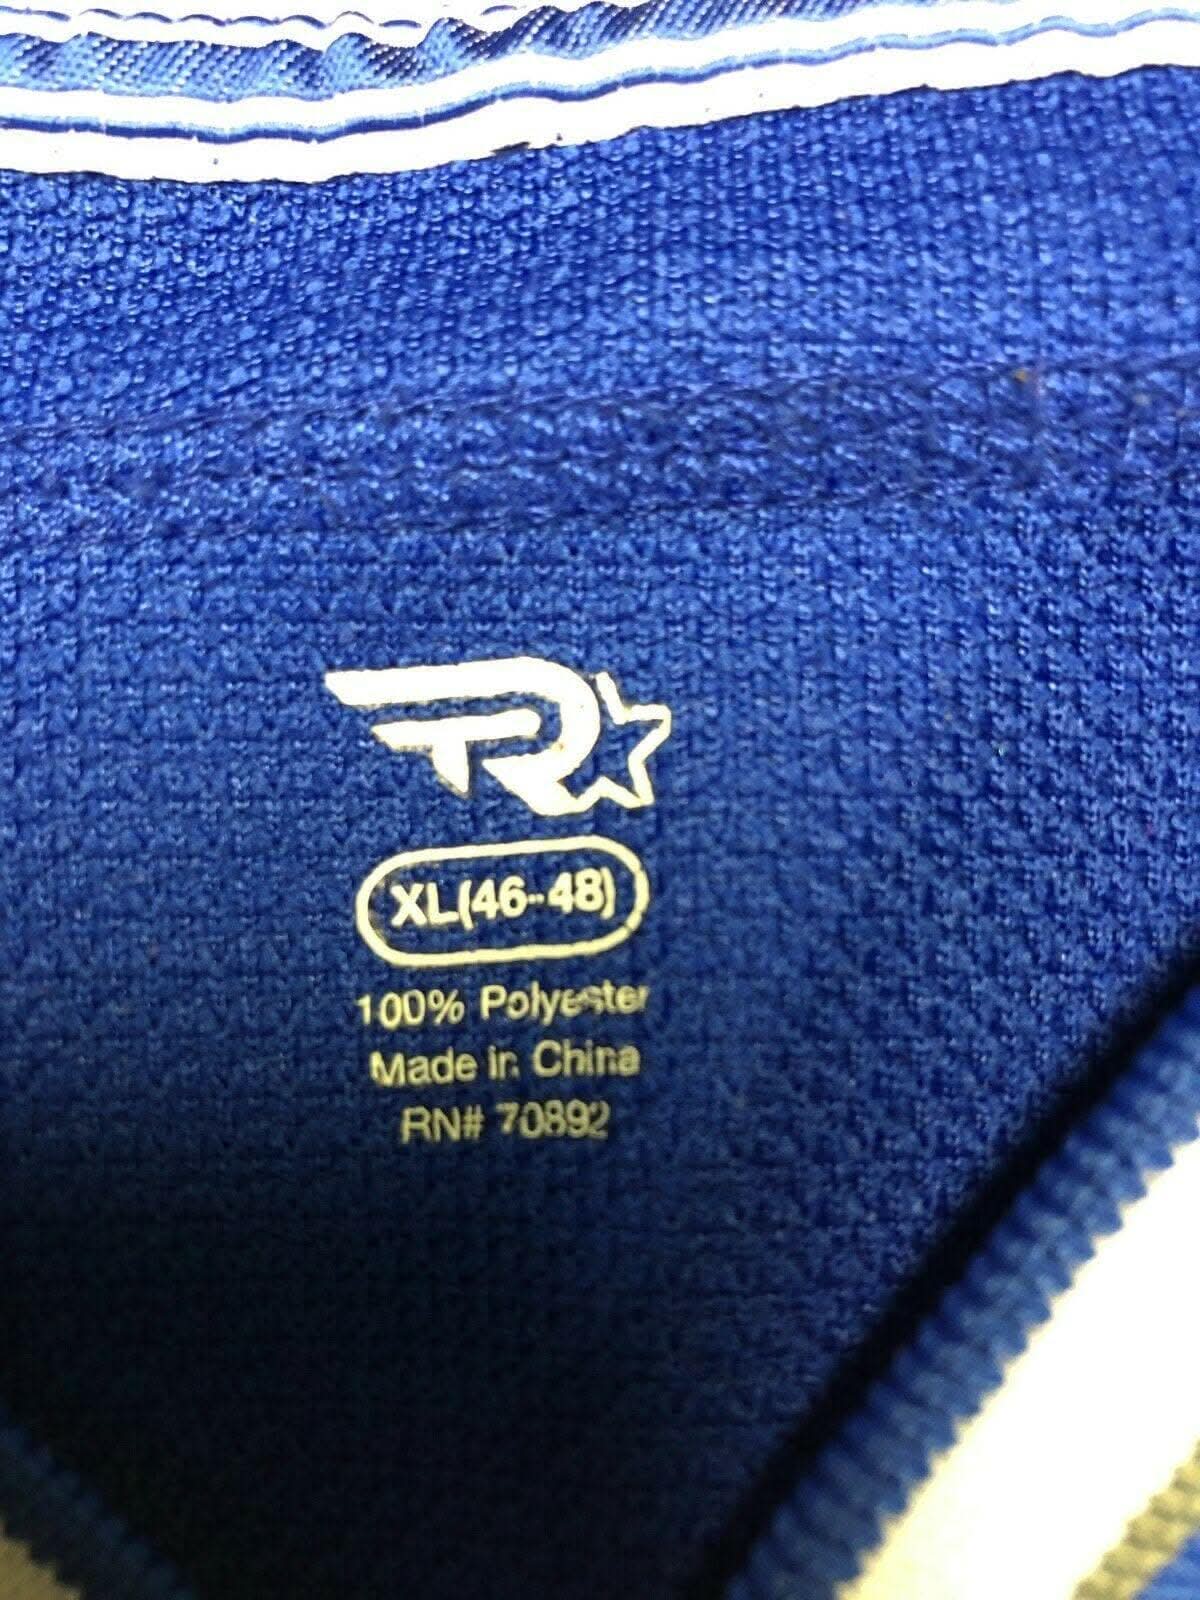 R
XL(46-48)
100% Polyester
Made in China
RN# 70892